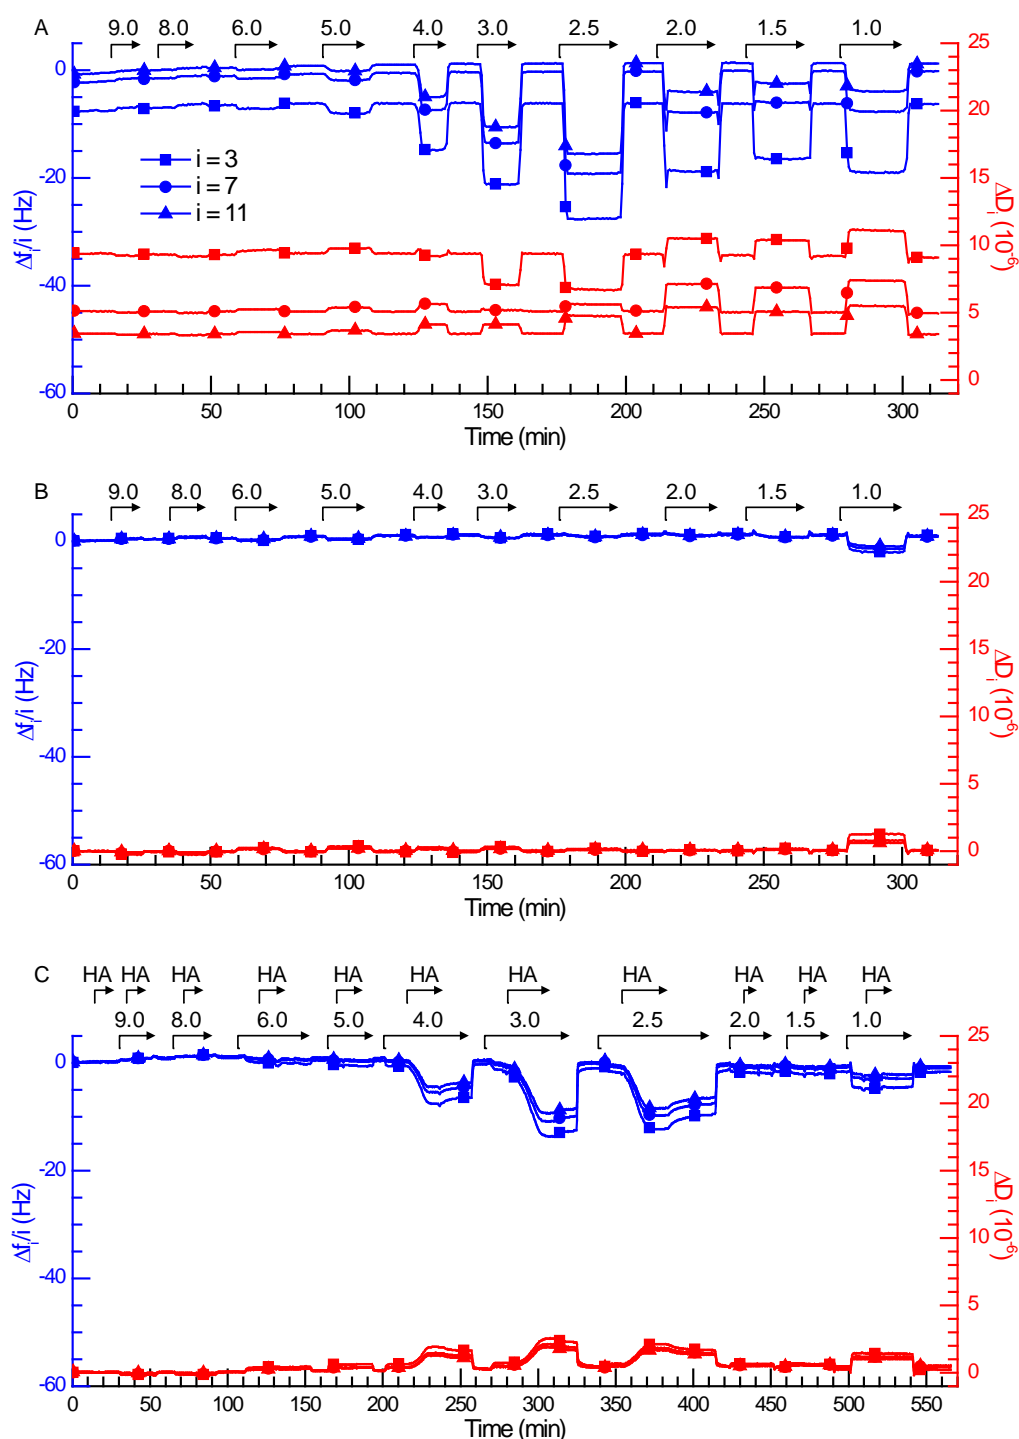 A 9.0 8.0 6.0 5.0 4.0 3.0 2.5 2.0 1.5 1.0
0 -20 -40 -60
Δfᵢ/i (Hz)
i = 3
i = 7
i = 11
25 20 15 10 5 0
ΔDᵢ (10⁻⁶)
0 50 100 150 200 250 300
Time (min)
B 9.0 8.0 6.0 5.0 4.0 3.0 2.5 2.0 1.5 1.0
0 -20 -40 -60
Δfᵢ/i (Hz)
25 20 15 10 5 0
ΔDᵢ (10⁻⁶)
0 50 100 150 200 250 300
Time (min)
C HA HA HA HA HA HA HA HA HA HA HA
9.0 8.0 6.0 5.0 4.0 3.0 2.5 2.0 1.5 1.0
0 -20 -40 -60
Δfᵢ/i (Hz)
25 20 15 10 5 0
ΔDᵢ (10⁻⁶)
0 50 100 150 200 250 300 350 400 450 500 550
Time (min)